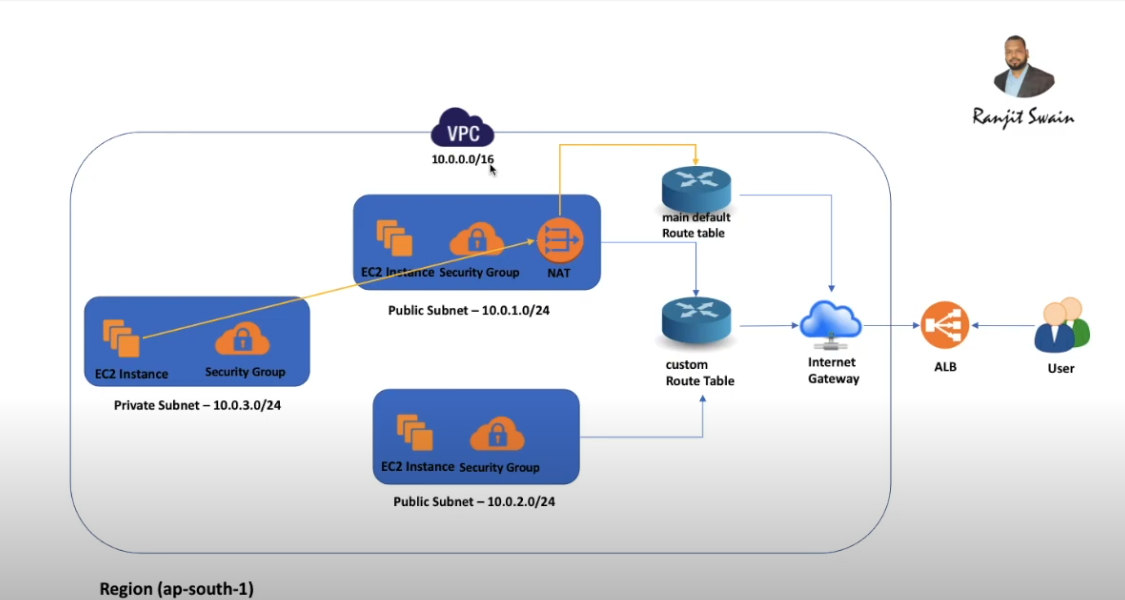 Ranjit Swain
VPC
10.0.0.0/16
main default
Route table
EC2 Instance
Security Group
NAT
Public Subnet – 10.0.1.0/24
EC2 Instance
Security Group
Private Subnet – 10.0.3.0/24
custom
Route Table
Internet
Gateway
ALB
User
EC2 Instance
Security Group
Public Subnet – 10.0.2.0/24
Region (ap-south-1)